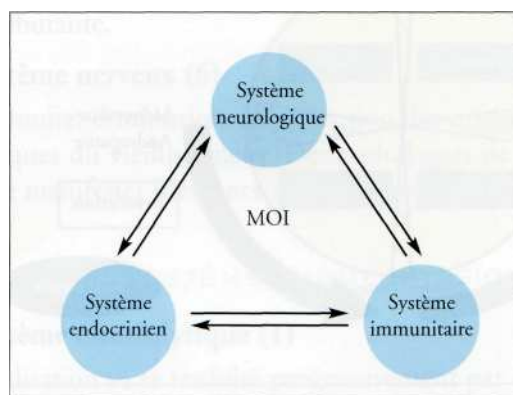 Système
neurologique
MOI
Système
endocrinien
Système
immunitaire